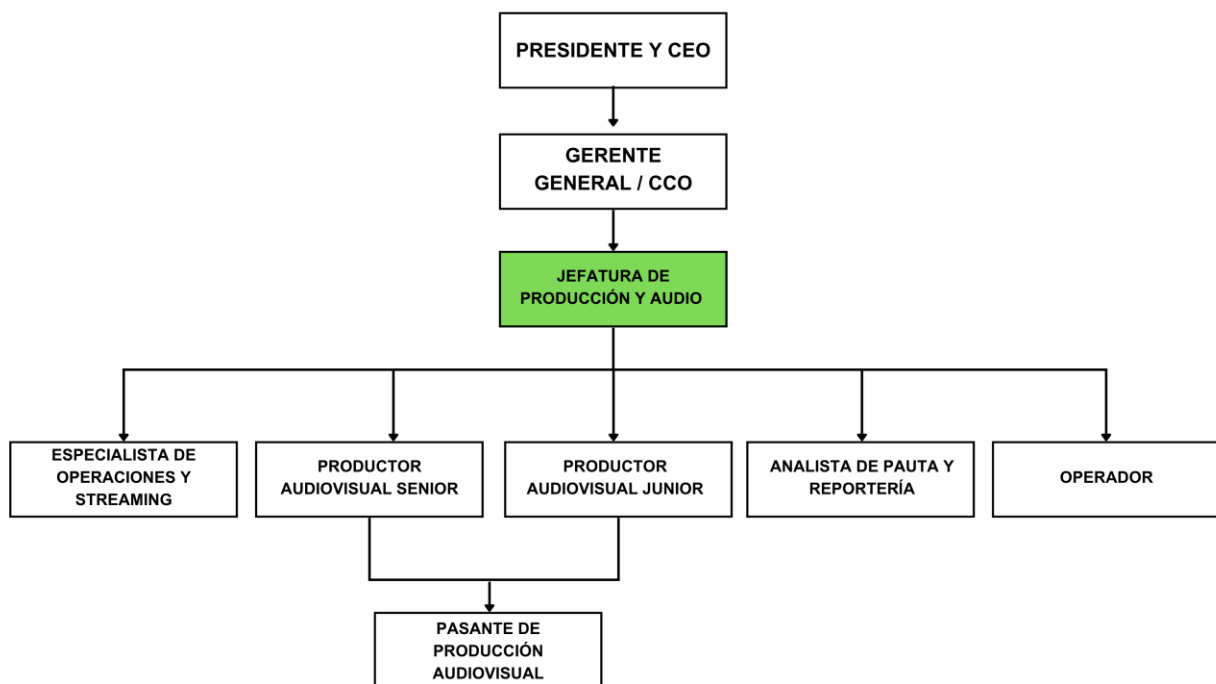 PRESIDENTE Y CEO
GERENTE
GENERAL / CCO
JEFATURA DE
PRODUCCIÓN Y AUDIO
ESPECIALISTA DE
OPERACIONES Y
STREAMING
PRODUCTOR
AUDIOVISUAL SENIOR
PRODUCTOR
AUDIOVISUAL JUNIOR
ANALISTA DE PAUTA Y
REPORTERÍA
OPERADOR
PASANTE DE
PRODUCCIÓN
AUDIOVISUAL